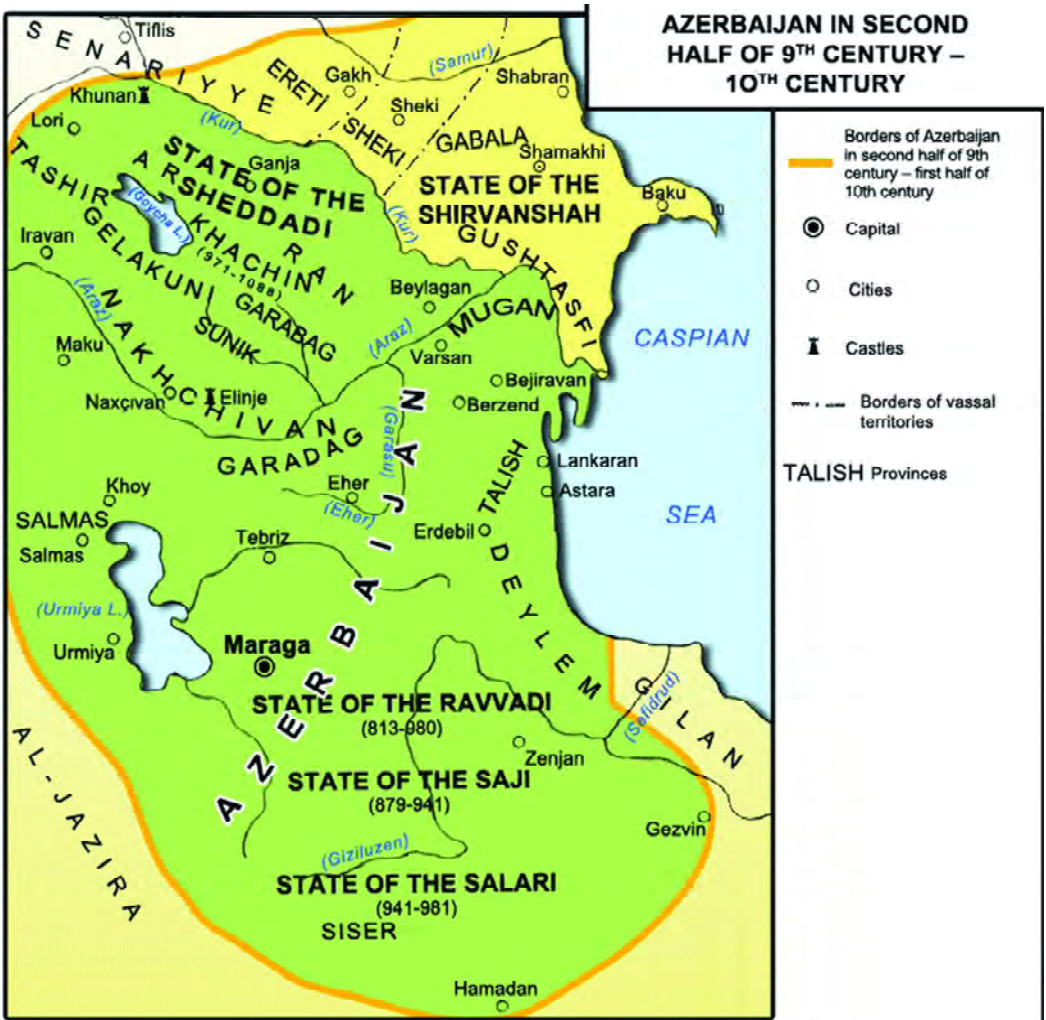 AZERBAIJAN IN SECOND
HALF OF 9TH CENTURY –
10TH CENTURY
Borders of Azerbaijan
in second half of 9th
century – first half of
10th century
Capital
Cities
Castles
Borders of vassal
territories
TALISH Provinces
Tiflis
SENARIYYE
Khunan
Lori
(Kur)
ERETI
Gakh
(Samur)
Shabran
Sheki
SHEKI
GABALA
Shamakhi
STATE OF THE
SHIRVANSHAH
Baku
GUSHTASFI
(Kur)
TASHIR
STATE OF THE
SHEDDADI
Ganja
ARRAN
(Goycha L.)
KHACHIN
(971-1088)
GELAKUNI
GARABAG
SUNIK
Iravan
(Araz)
Maku
NAKHCHIVAN
Naxçıvan
Elinje
Beylagan
(Araz)
MUGAN
Varsan
Bejiravan
Berzend
CASPIAN
SEA
GARADAG
(Garasu)
Eher
(Eher)
TALISH
Lankaran
Astara
Erdebil
DEYLEM
Khoy
SALMAS
Salmas
Tebriz
(Urmiya L.)
Urmiya
Maraga
AZERBAIJAN
STATE OF THE RAVVADI
(813-980)
STATE OF THE SAJI
(879-941)
Zenjan
GILAN
(Sefidrud)
Gezvin
(Giziluzen)
STATE OF THE SALARI
(941-981)
SISER
AL-JAZIRA
Hamadan